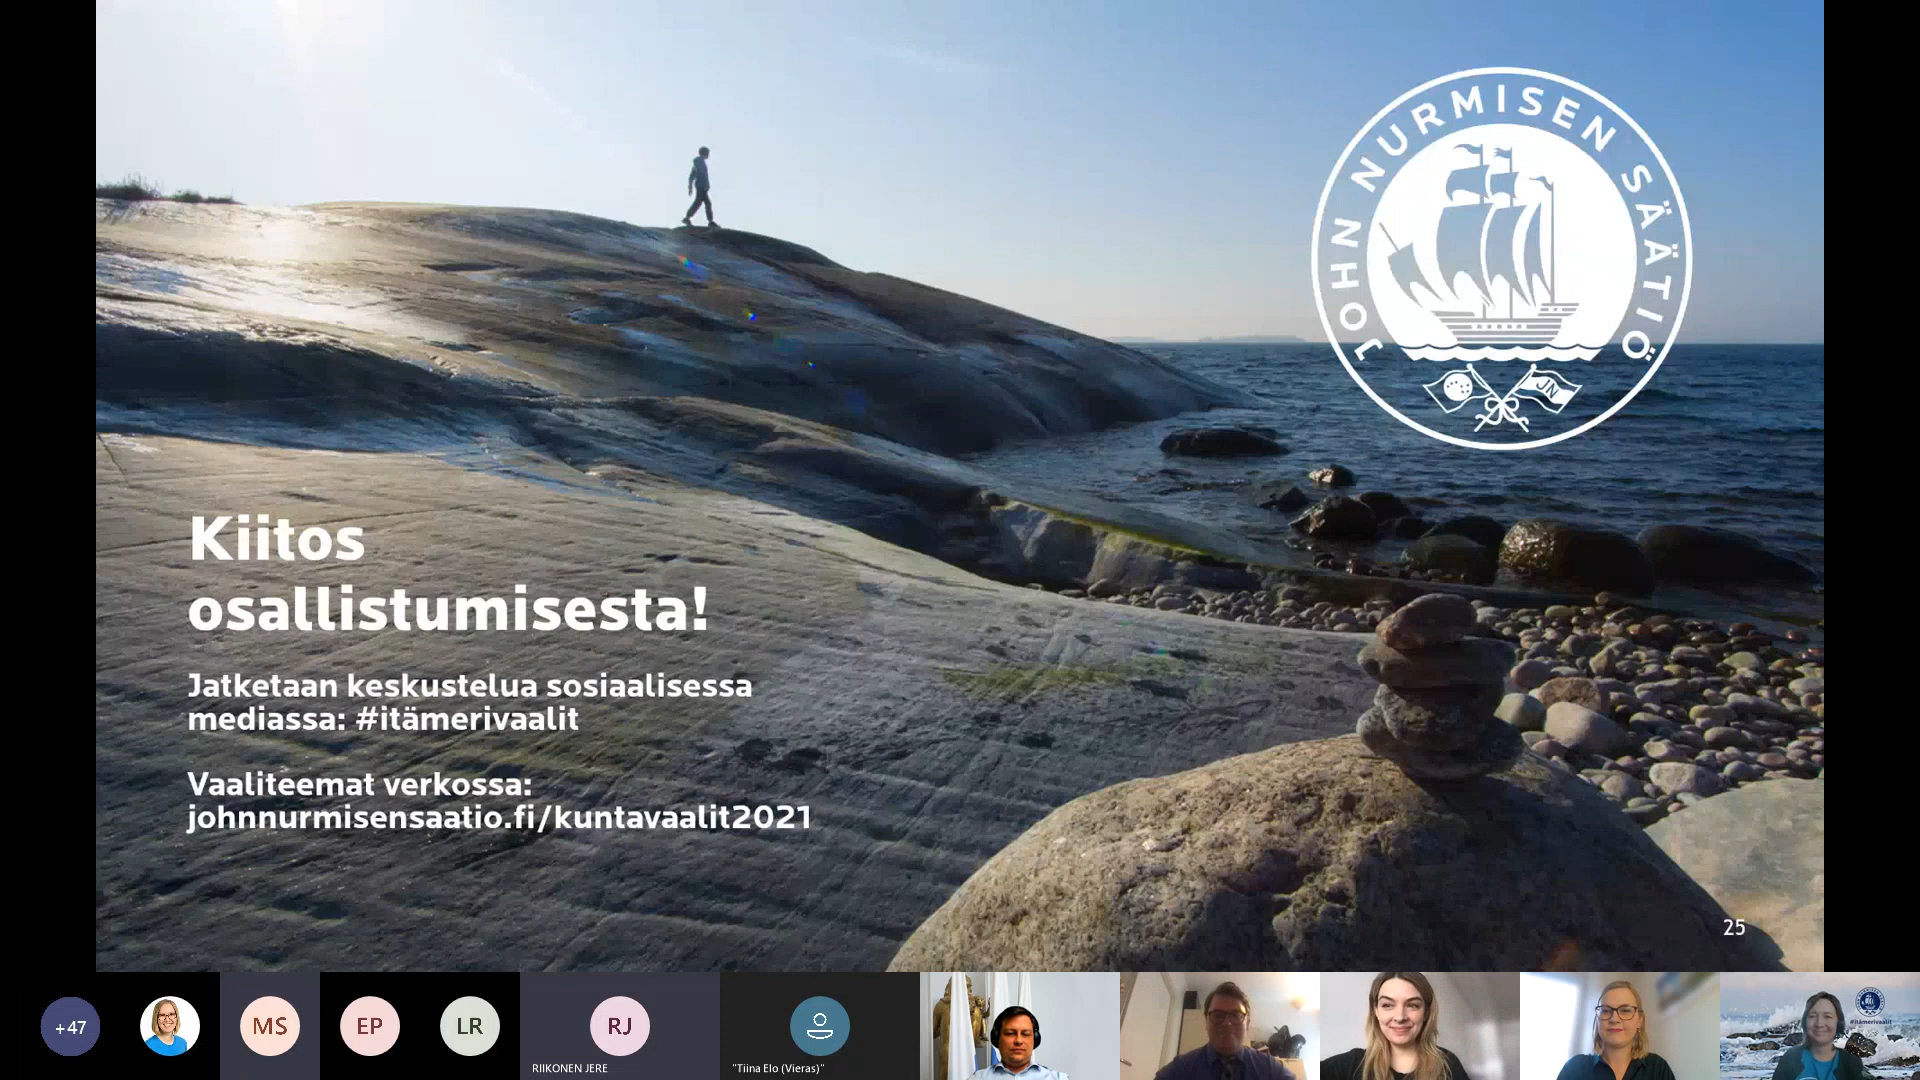 JOHN NURMISEN SÄÄTIÖ
JN
Kiitos
osallistumisesta!
Jatketaan keskustelua sosiaalisessa
mediassa: #itämerivaalit
Vaaliteemat verkossa:
johnnurmisensaatio.fi/kuntavaalit2021
25
+47
MS
EP
LR
RJ
RIIKONEN JERE
"Tiina Elo (Vieras)"
#itämerivaalit